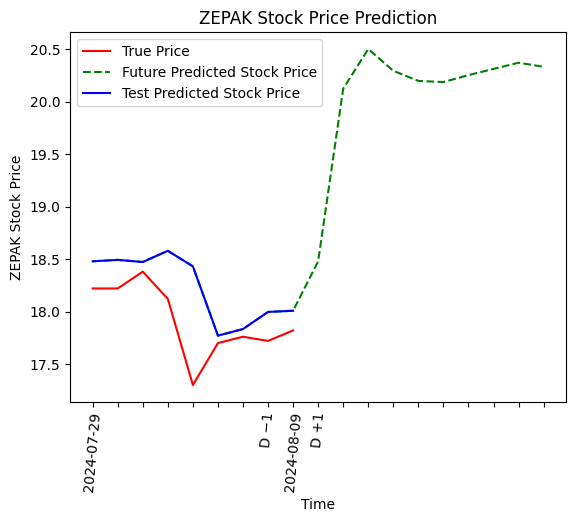 ZEPAK Stock Price Prediction
True Price
Future Predicted Stock Price
Test Predicted Stock Price
ZEPAK Stock Price
20.5
20.0
19.5
19.0
18.5
18.0
17.5
2024-07-29
D −1
2024-08-09
D +1
Time